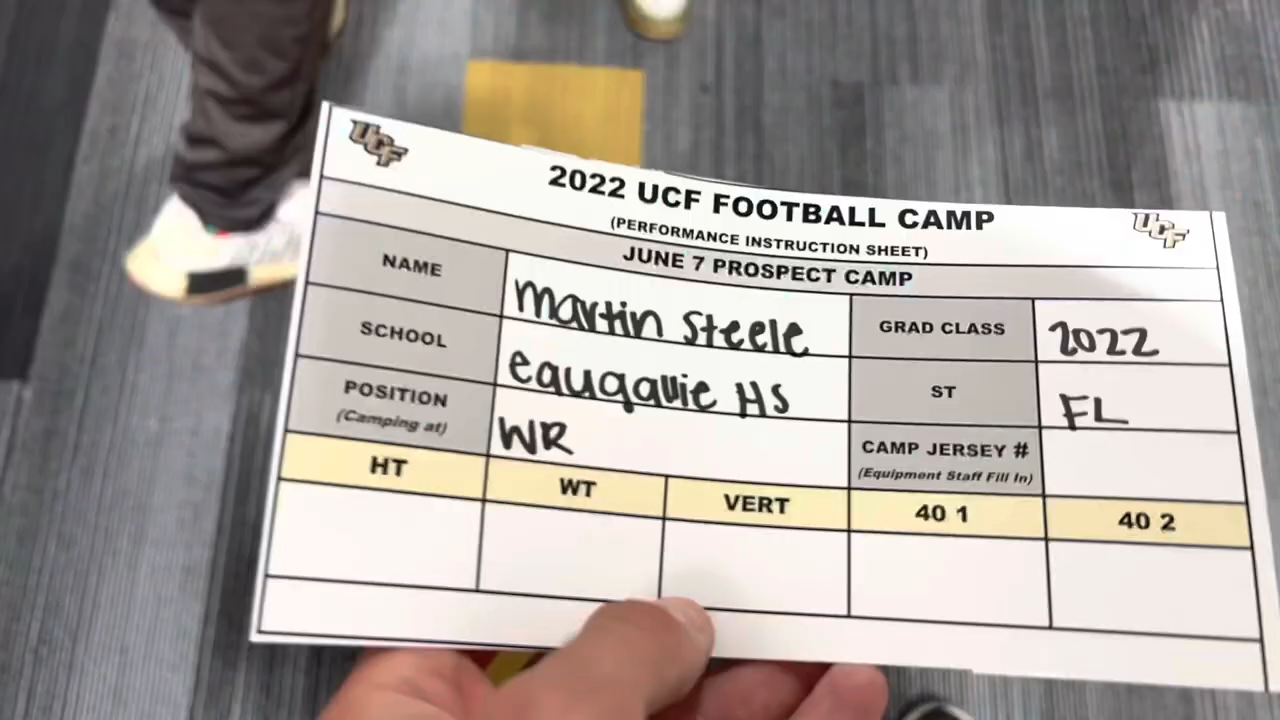 UCF
UCF
2022 UCF FOOTBALL CAMP
(PERFORMANCE INSTRUCTION SHEET)
JUNE 7 PROSPECT CAMP
NAME martin Steele GRAD CLASS 2022
SCHOOL eaugallie HS ST FL
POSITION (Camping at) WR CAMP JERSEY # (Equipment Staff Fill In)
HT WT VERT 40 1 40 2